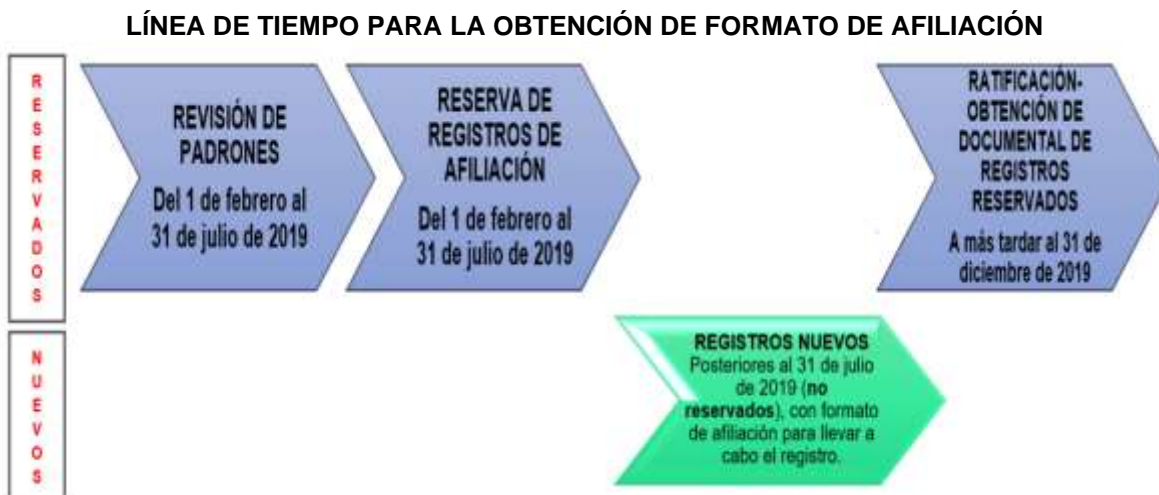 LÍNEA DE TIEMPO PARA LA OBTENCIÓN DE FORMATO DE AFILIACIÓN
RESERVADOS
REVISIÓN DE
PADRONES
Del 1 de febrero al
31 de julio de 2019
RESERVA DE
REGISTROS DE
AFILIACIÓN
Del 1 de febrero al
31 de julio de 2019
RATIFICACIÓN-
OBTENCIÓN DE
DOCUMENTAL DE
REGISTROS
RESERVADOS
A más tardar al 31 de
diciembre de 2019
NUEVOS
REGISTROS NUEVOS
Posteriores al 31 de julio
de 2019 (no
reservados), con formato
de afiliación para llevar a
cabo el registro.